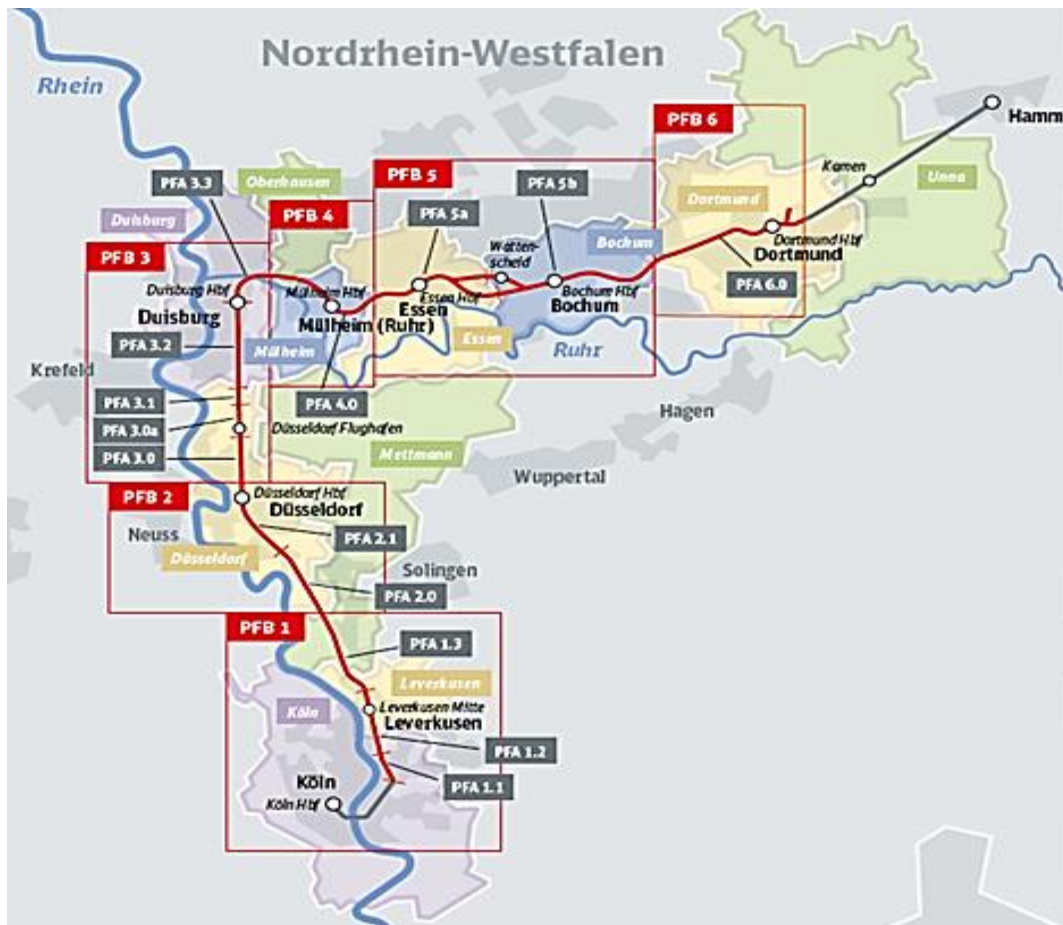 Nordrhein-Westfalen
Rhein
Hamm
PFB 6
Kamen
Unna
PFB 5
PFA 3.3
Oberhausen
PFA 5b
Dortmund
Duisburg
PFB 4
PFA 5a
Watten-
scheid
Bochum
Dortmund Hbf
Dortmund
PFB 3
Duisburg Hbf
Mülheim Hbf
Essen Hbf
Bochum Hbf
PFA 6.0
Duisburg
Mülheim (Ruhr)
Essen
Bochum
PFA 3.2
Mülheim
Essen
Ruhr
Krefeld
PFA 3.1
PFA 4.0
Hagen
PFA 3.0a
Düsseldorf Flughafen
PFA 3.0
Mettmann
Wuppertal
PFB 2
Düsseldorf Hbf
Düsseldorf
Neuss
PFA 2.1
Düsseldorf
Solingen
PFA 2.0
PFB 1
PFA 1.3
Leverkusen
Köln
Leverkusen Mitte
Leverkusen
PFA 1.2
Köln
PFA 1.1
Köln Hbf